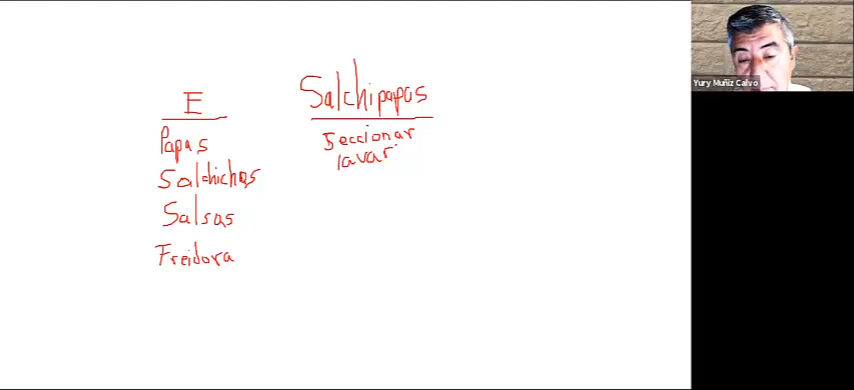 E
Papas
Salchichas
Salsas
Freidora
Salchipapas
Seccionar
lavar
Yury Muñiz Calvo